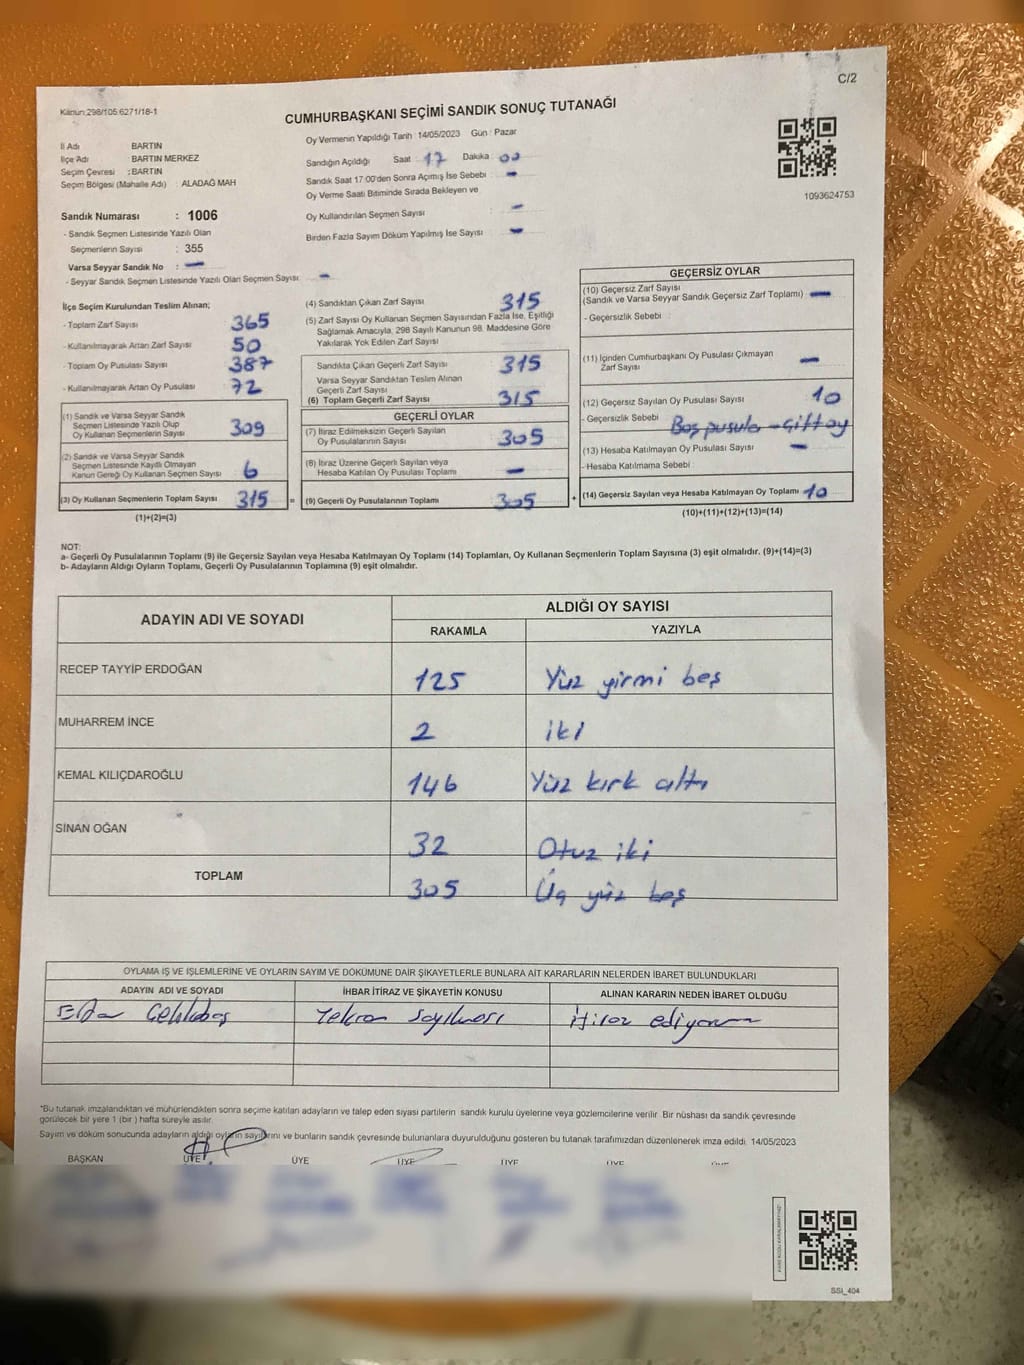 C/2
Kanun:298/105 6271/18-1
CUMHURBAŞKANI SEÇİMİ SANDIK SONUÇ TUTANAĞI
İl Adı BARTIN
İlçe Adı BARTIN MERKEZ
Seçim Çevresi : BARTIN
Seçim Bölgesi (Mahalle Adı) : ALADAĞ MAH
Sandık Numarası : 1006
- Sandık Seçmen Listesinde Yazılı Olan
Seçmenlerin Sayısı : 355
Varsa Seyyar Sandık No : —
- Seyyar Sandık Seçmen Listesinde Yazılı Olan Seçmen Sayısı —
Oy Vermenin Yapıldığı Tarih : 14/05/2023 Gün : Pazar
Sandığın Açıldığı Saat 17 Dakika 00
Sandık Saat 17:00'den Sonra Açımış İse Sebebi : —
Oy Verme Saati Bitiminde Sırada Bekleyen ve
Oy Kullandırılan Seçmen Sayısı : —
Birden Fazla Sayım Döküm Yapılmış İse Sayısı : —
1093624753
İlçe Seçim Kurulundan Teslim Alınan;
- Toplam Zarf Sayısı 365
- Kullanılmayarak Artan Zarf Sayısı 50
- Toplam Oy Pusulası Sayısı 387
- Kullanılmayarak Artan Oy Pusulası 72
(1) Sandık ve Varsa Seyyar Sandık
Seçmen Listesinde Yazılı Olup
Oy Kullanan Seçmenlerin Sayısı 309
(2) Sandık ve Varsa Seyyar Sandık
Seçmen Listesinde Kayıtlı Olmayan
Kanun Gereği Oy Kullanan Seçmen Sayısı 6
(3) Oy Kullanan Seçmenlerin Toplam Sayısı 315 =
(1)+(2)=(3)
(4) Sandıktan Çıkan Zarf Sayısı 315
(5) Zarf Sayısı Oy Kullanan Seçmen Sayısından Fazla İse, Eşitliği
Sağlamak Amacıyla, 298 Sayılı Kanunun 98. Maddesine Göre
Yakılarak Yok Edilen Zarf Sayısı
Sandıkta Çıkan Geçerli Zarf Sayısı 315
Varsa Seyyar Sandıktan Teslim Alınan
Geçerli Zarf Sayısı
(6) Toplam Geçerli Zarf Sayısı 315
GEÇERLİ OYLAR
(7) İtiraz Edilmeksizin Geçerli Sayılan
Oy Pusulalarının Sayısı 305
(8) İtiraz Üzerine Geçerli Sayılan veya
Hesaba Katılan Oy Pusulası Toplamı —
(9) Geçerli Oy Pusulalarının Toplamı 305 +
GEÇERSİZ OYLAR
(10) Geçersiz Zarf Sayısı
(Sandık ve Varsa Seyyar Sandık Geçersiz Zarf Toplamı) —
- Geçersizlik Sebebi :
(11) İçinden Cumhurbaşkanı Oy Pusulası Çıkmayan
Zarf Sayısı —
(12) Geçersiz Sayılan Oy Pusulası Sayısı 10
- Geçersizlik Sebebi Boş pusula - Çift oy
(13) Hesaba Katılmayan Oy Pusulası Sayısı —
- Hesaba Katılmama Sebebi
(14) Geçersiz Sayılan veya Hesaba Katılmayan Oy Toplamı 10
(10)+(11)+(12)+(13)=(14)
NOT:
a- Geçerli Oy Pusulalarının Toplamı (9) ile Geçersiz Sayılan veya Hesaba Katılmayan Oy Toplamı (14) Toplamları, Oy Kullanan Seçmenlerin Toplam Sayısına (3) eşit olmalıdır. (9)+(14)=(3)
b- Adayların Aldığı Oyların Toplamı, Geçerli Oy Pusulalarının Toplamına (9) eşit olmalıdır.
ADAYIN ADI VE SOYADI ALDIĞI OY SAYISI
RAKAMLA YAZIYLA
RECEP TAYYİP ERDOĞAN 125 Yüz yirmi beş
MUHARREM İNCE 2 iki
KEMAL KILIÇDAROĞLU 146 Yüz kırk altı
SİNAN OĞAN 32 Otuz iki
TOPLAM 305 Üç yüz beş
OYLAMA İŞ VE İŞLEMLERİNE VE OYLARIN SAYIM VE DÖKÜMÜNE DAİR ŞİKAYETLERLE BUNLARA AİT KARARLARIN NELERDEN İBARET BULUNDUKLARI
ADAYIN ADI VE SOYADI İHBAR İTİRAZ VE ŞİKAYETİN KONUSU ALINAN KARARIN NEDEN İBARET OLDUĞU
Tekrar Sayılması İtiraz ediyorum
*Bu tutanak imzalandıktan ve mühürlendikten sonra seçime katılan adayların ve talep eden siyasi partilerin sandık kurulu üyelerine veya gözlemcilerine verilir. Bir nüshası da sandık çevresinde
görülecek bir yere 1 (bir ) hafta süreyle asılır.
Sayım ve döküm sonucunda adayların aldığı oyların sayılarını ve bunların sandık çevresinde bulunanlara duyurulduğunu gösteren bu tutanak tarafımızdan düzenlenerek imza edildi. 14/05/2023
BAŞKAN ÜYE ÜYE ÜYE ÜYE ÜYE
SSİ_404